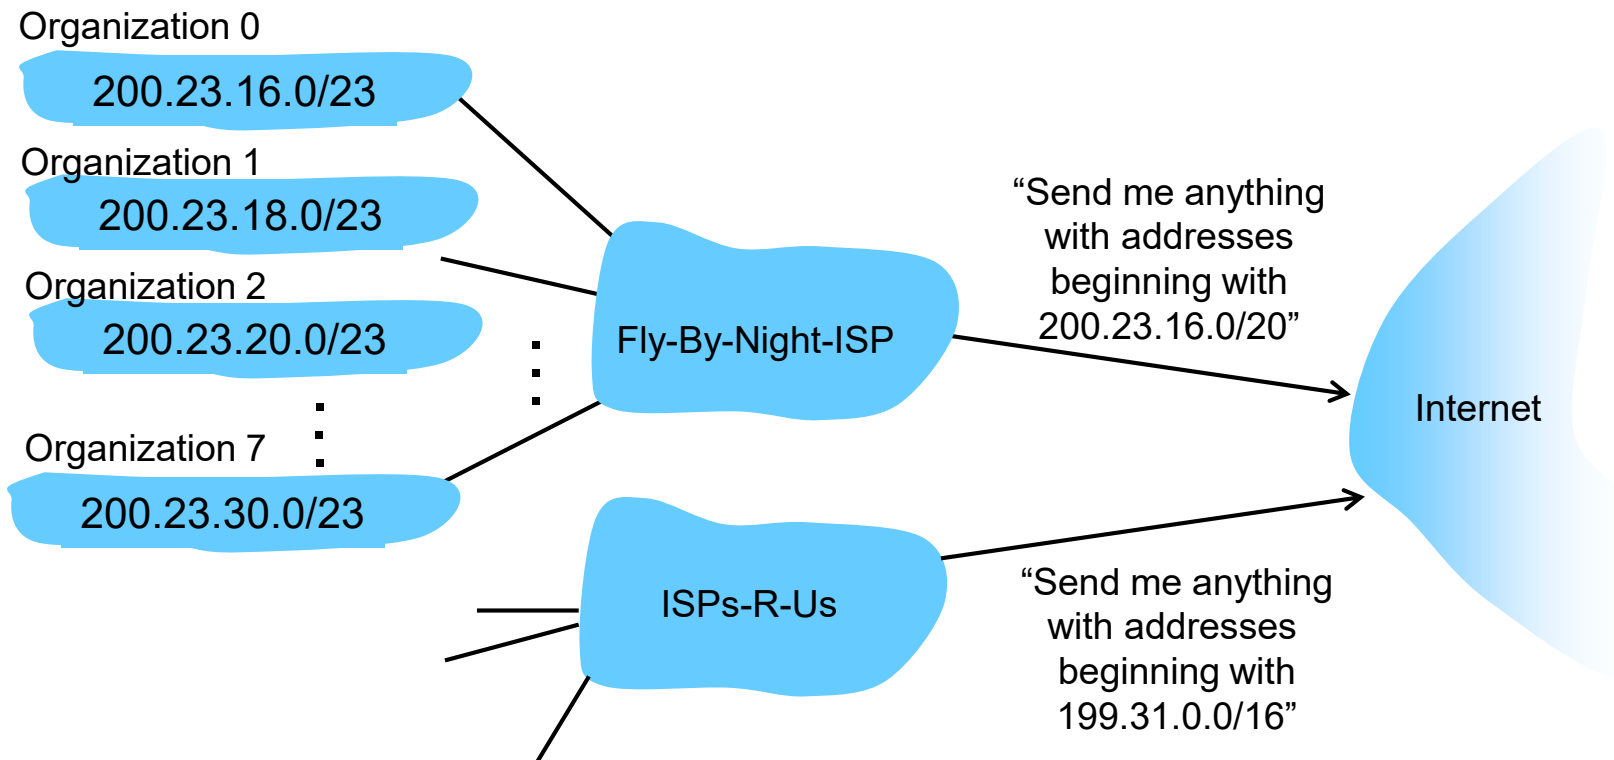 Organization 0
200.23.16.0/23
Organization 1
200.23.18.0/23
Organization 2
200.23.20.0/23
Organization 7
200.23.30.0/23
Fly-By-Night-ISP
“Send me anything
with addresses
beginning with
200.23.16.0/20”
Internet
ISPs-R-Us
“Send me anything
with addresses
beginning with
199.31.0.0/16”